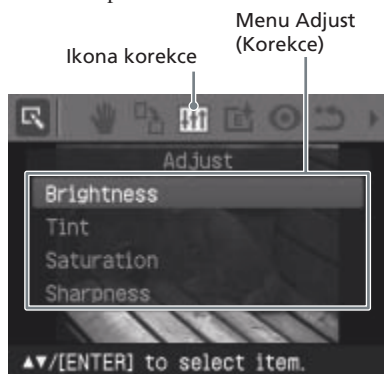 Menu Adjust
(Korekce)
Ikona korekce
Adjust
Brightness
Tint
Saturation
Sharpness
▲▼/[ENTER] to select item.